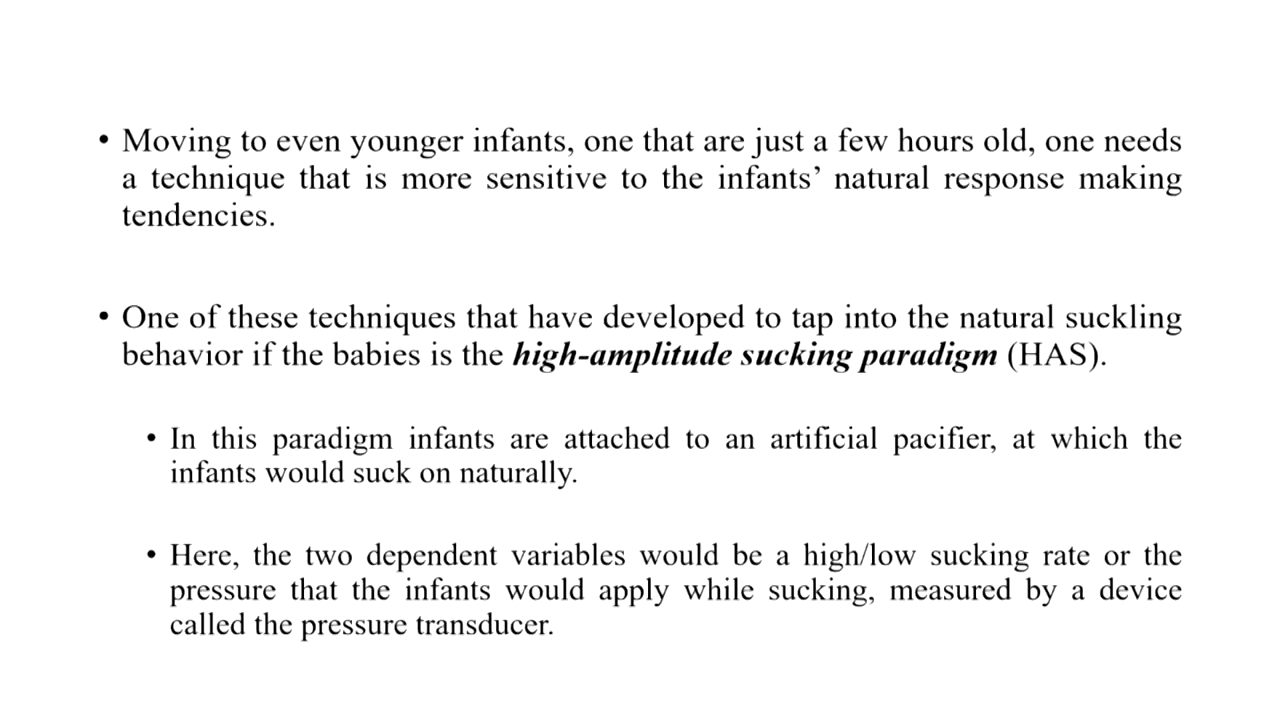 • Moving to even younger infants, one that are just a few hours old, one needs
a technique that is more sensitive to the infants’ natural response making
tendencies.
• One of these techniques that have developed to tap into the natural suckling
behavior if the babies is the high-amplitude sucking paradigm (HAS).
• In this paradigm infants are attached to an artificial pacifier, at which the
infants would suck on naturally.
• Here, the two dependent variables would be a high/low sucking rate or the
pressure that the infants would apply while sucking, measured by a device
called the pressure transducer.